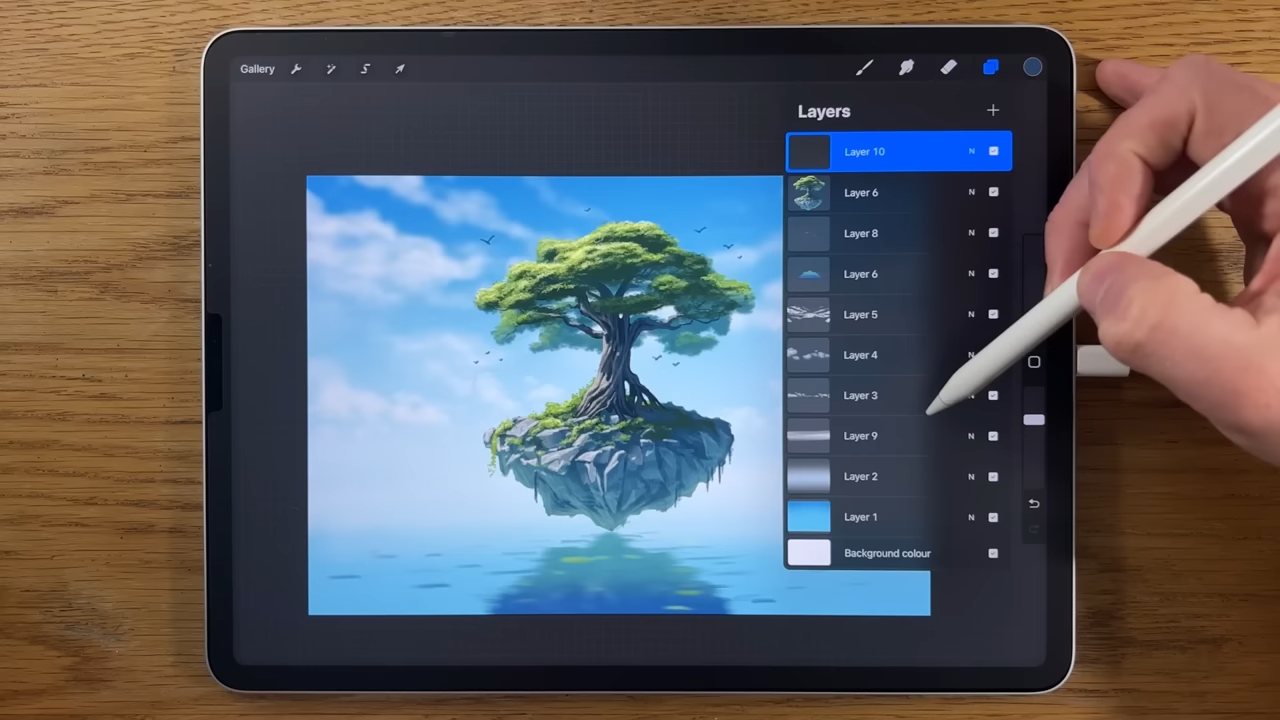 Gallery
Layers
Layer 10 N
Layer 6 N
Layer 8 N
Layer 6 N
Layer 5 N
Layer 4 N
Layer 3
Layer 9 N
Layer 2 N
Layer 1 N
Background colour